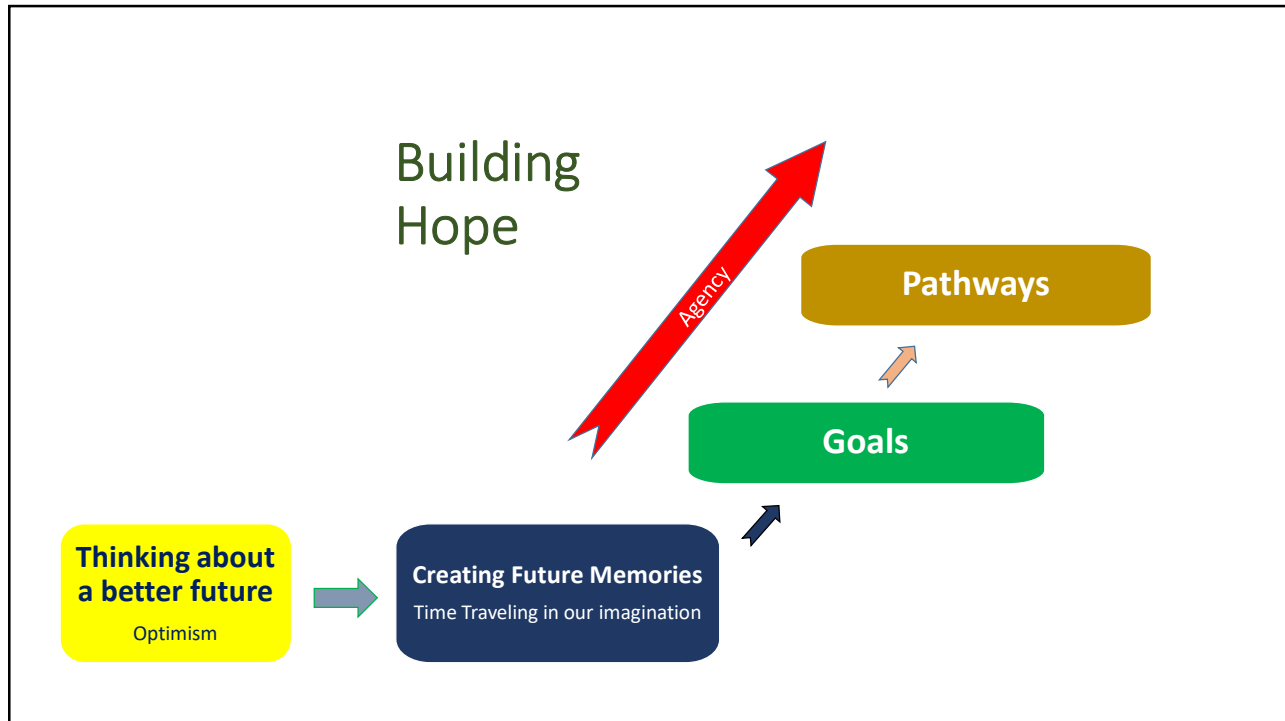 Building
Hope
Agency
Pathways
Goals
Thinking about
a better future
Optimism
Creating Future Memories
Time Traveling in our imagination